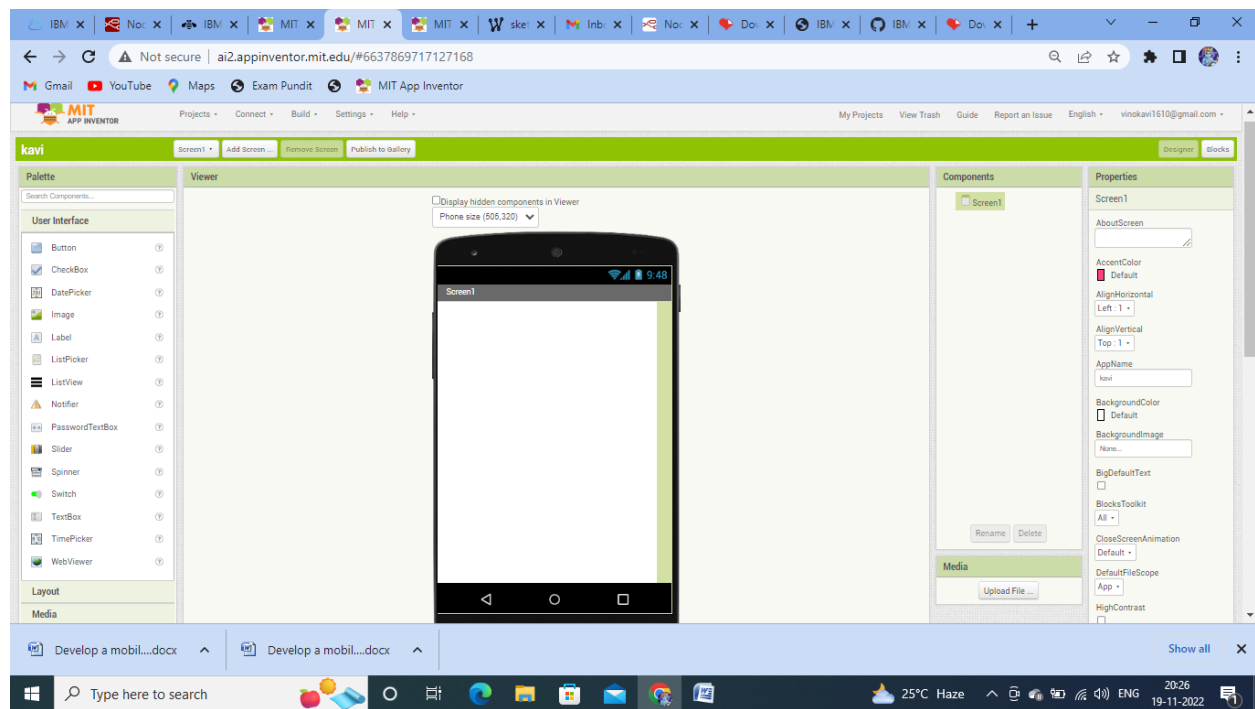 IBM Noc IBM MIT MIT MIT sket Inbo Noc Dov IBM IBM Dov
Not secure ai2.appinventor.mit.edu/#6637869717127168
Gmail YouTube Maps Exam Pundit MIT App Inventor
MIT
APP INVENTOR
Projects Connect Build Settings Help
My Projects View Trash Guide Report an Issue English vinokavi1610@gmail.com
kavi Screen1 Add Screen ... Remove Screen Publish to Gallery Designer Blocks
Palette
Search Components...
User Interface
Button
CheckBox
DatePicker
Image
Label
ListPicker
ListView
Notifier
PasswordTextBox
Slider
Spinner
Switch
TextBox
TimePicker
WebViewer
Layout
Media
Viewer
Display hidden components in Viewer
Phone size (505,320)
9:48
Screen1
Components
Screen1
Rename Delete
Media
Upload File ...
Properties
Screen1
AboutScreen
AccentColor
Default
AlignHorizontal
Left : 1
AlignVertical
Top : 1
AppName
kavi
BackgroundColor
Default
BackgroundImage
None...
BigDefaultText
BlocksToolkit
All
CloseScreenAnimation
Default
DefaultFileScope
App
HighContrast
Develop a mobil....docx Develop a mobil....docx Show all
Type here to search 25°C Haze ENG 20:26
19-11-2022